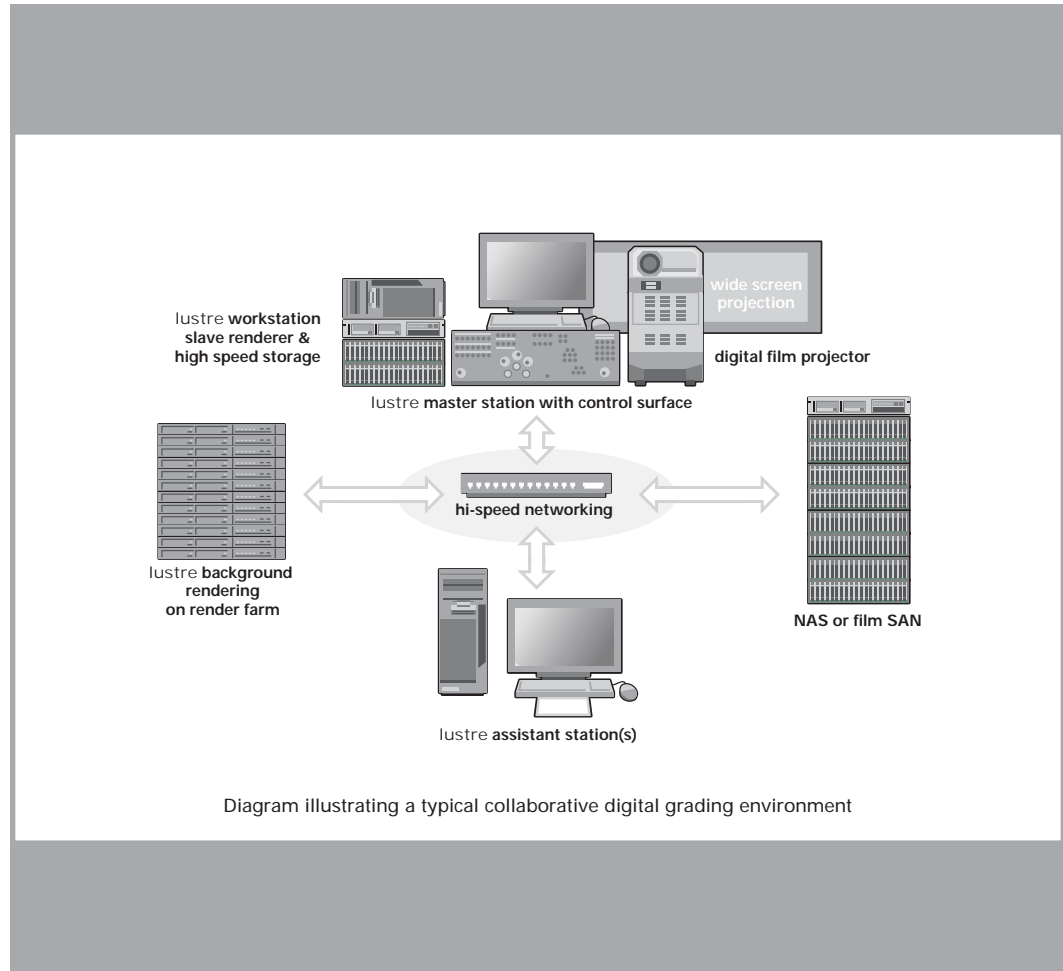 wide screen
projection
lustre workstation
slave renderer &
high speed storage
digital film projector
lustre master station with control surface
hi-speed networking
lustre background
rendering
on render farm
NAS or film SAN
lustre assistant station(s)
Diagram illustrating a typical collaborative digital grading environment